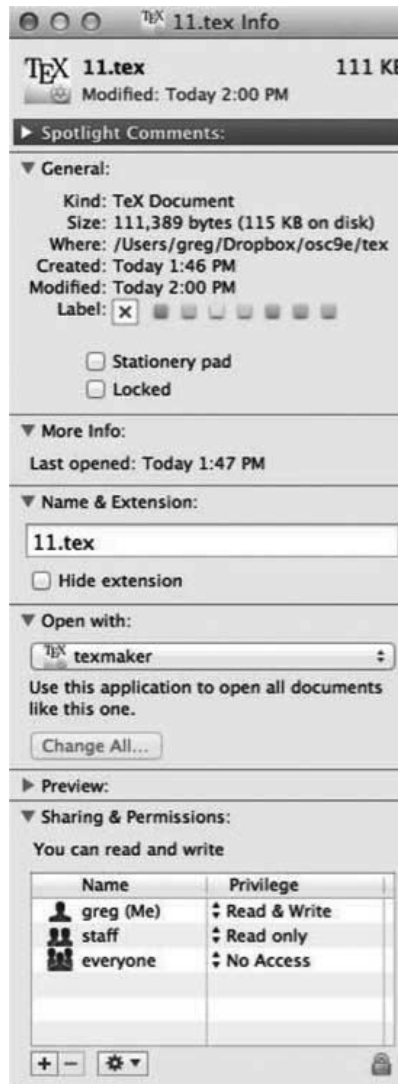 TEX 11.tex Info
TEX 11.tex 111 KB
Modified: Today 2:00 PM
Spotlight Comments:
General:
Kind: TeX Document
Size: 111,389 bytes (115 KB on disk)
Where: /Users/greg/Dropbox/osc9e/tex
Created: Today 1:46 PM
Modified: Today 2:00 PM
Label:
Stationery pad
Locked
More Info:
Last opened: Today 1:47 PM
Name & Extension:
11.tex
Hide extension
Open with:
TEX texmaker
Use this application to open all documents
like this one.
Change All...
Preview:
Sharing & Permissions:
You can read and write
Name Privilege
greg (Me) Read & Write
staff Read only
everyone No Access